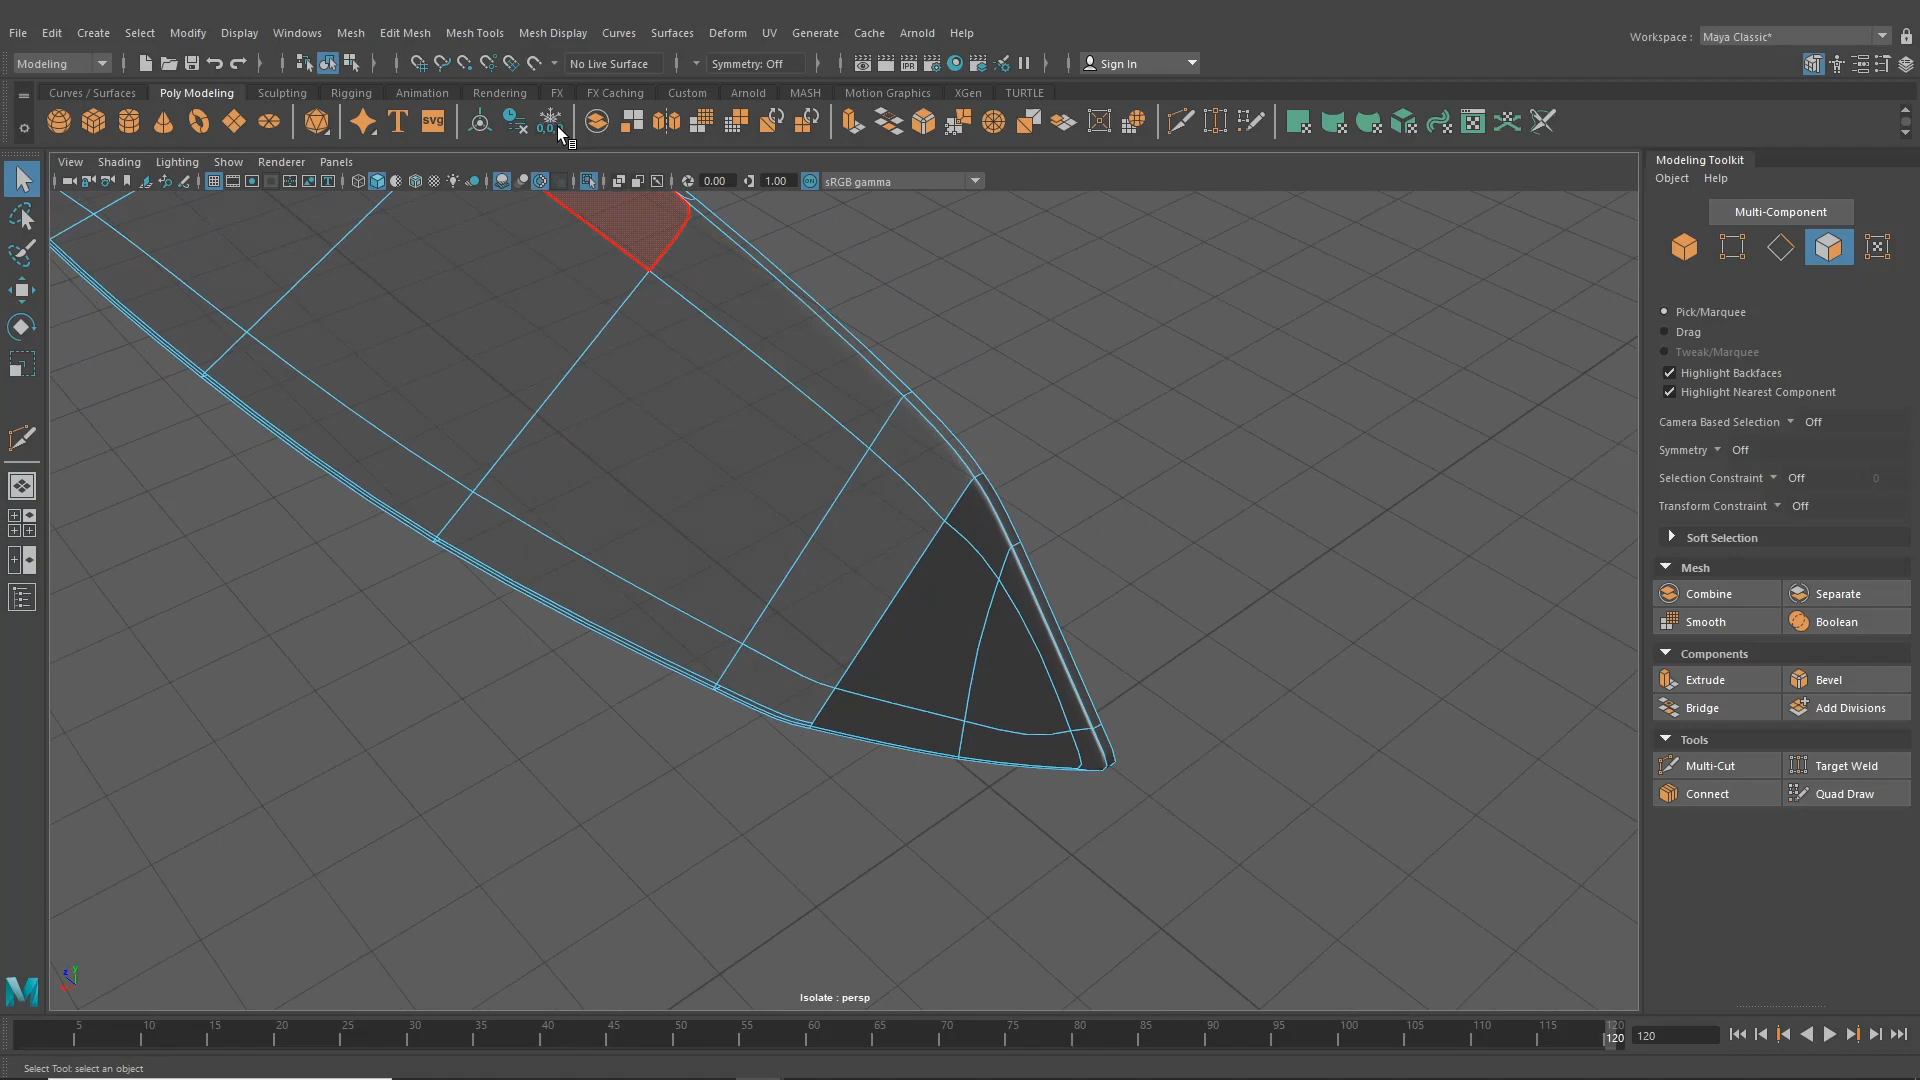 File Edit Create Select Modify Display Windows Mesh Edit Mesh Mesh Tools Mesh Display Curves Surfaces Deform UV Generate Cache Arnold Help
Workspace : Maya Classic*
Modeling
No Live Surface
Symmetry: Off
Sign In
Curves / Surfaces Poly Modeling Sculpting Rigging Animation Rendering FX FX Caching Custom Arnold MASH Motion Graphics XGen TURTLE
View Shading Lighting Show Renderer Panels
0.00 1.00 sRGB gamma
Modeling Toolkit
Object Help
Multi-Component
Pick/Marquee
Drag
Tweak/Marquee
Highlight Backfaces
Highlight Nearest Component
Camera Based Selection Off
Symmetry Off
Selection Constraint Off 0
Transform Constraint Off
Soft Selection
Mesh
Combine Separate
Smooth Boolean
Components
Extrude Bevel
Bridge Add Divisions
Tools
Multi-Cut Target Weld
Connect Quad Draw
Isolate : persp
5 10 15 20 25 30 35 40 45 50 55 60 65 70 75 80 85 90 95 100 105 110 115 120
120
120
Select Tool: select an object